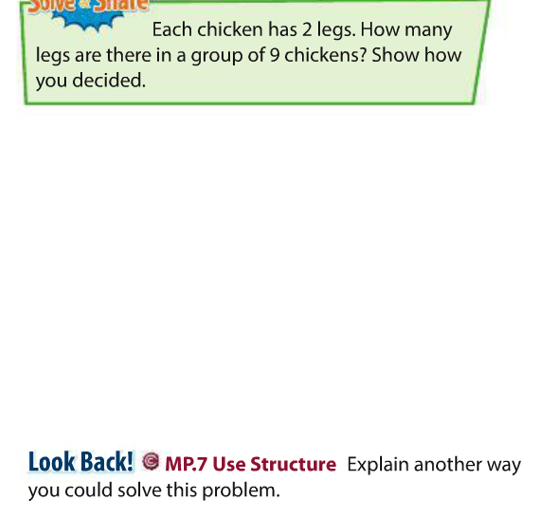 Solve & Share
Each chicken has 2 legs. How many
legs are there in a group of 9 chickens? Show how
you decided.
Look Back! MP.7 Use Structure Explain another way
you could solve this problem.